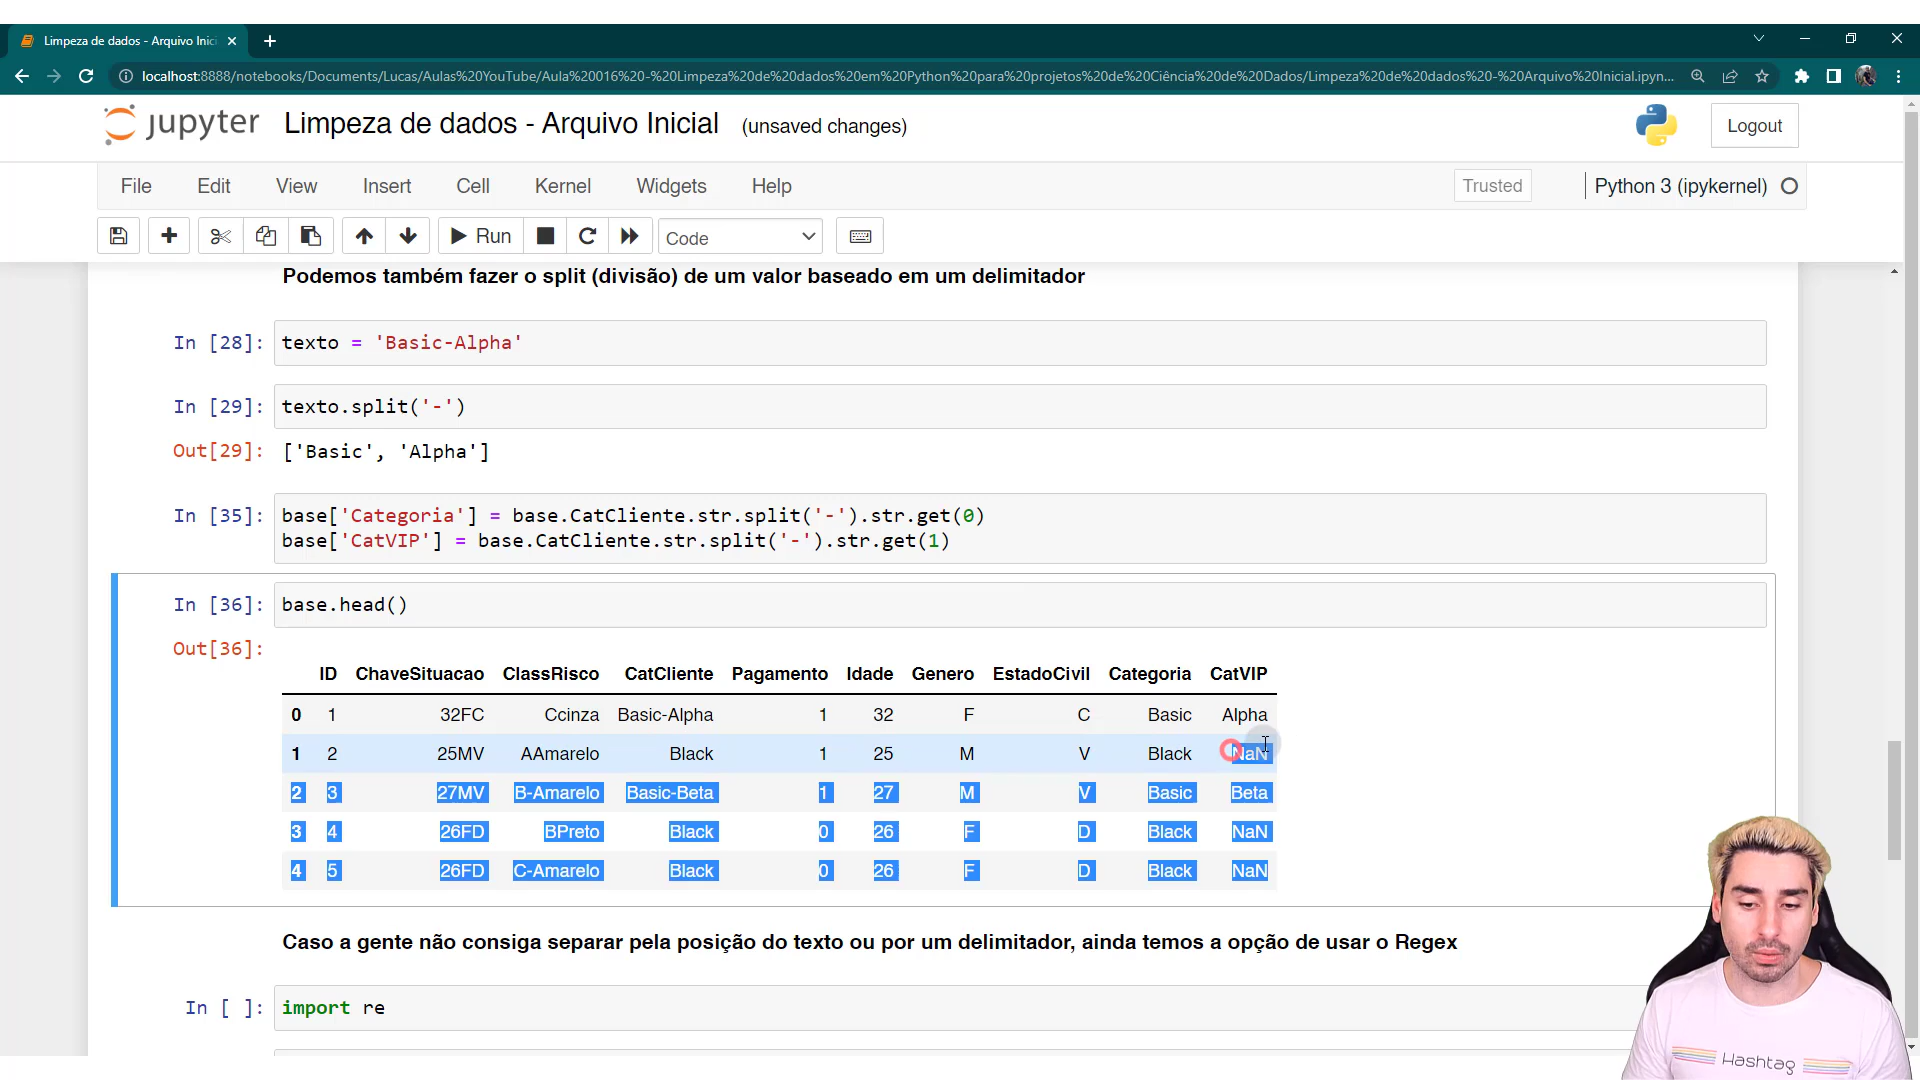 Limpeza de dados - Arquivo Inici
localhost:8888/notebooks/Documents/Lucas/Aulas%20YouTube/Aula%20016%20-%20Limpeza%20de%20dados%20em%20Python%20para%20projetos%20de%20Ciência%20de%20Dados/Limpeza%20de%20dados%20-%20Arquivo%20Inicial.ipyn...
jupyter Limpeza de dados - Arquivo Inicial (unsaved changes) Logout
File Edit View Insert Cell Kernel Widgets Help Trusted Python 3 (ipykernel)
Run Code
Podemos também fazer o split (divisão) de um valor baseado em um delimitador
In [28]: texto = 'Basic-Alpha'
In [29]: texto.split('-')
Out[29]: ['Basic', 'Alpha']
In [35]: base['Categoria'] = base.CatCliente.str.split('-').str.get(0)
base['CatVIP'] = base.CatCliente.str.split('-').str.get(1)
In [36]: base.head()
Out[36]:
ID ChaveSituacao ClassRisco CatCliente Pagamento Idade Genero EstadoCivil Categoria CatVIP
0 1 32FC Ccinza Basic-Alpha 1 32 F C Basic Alpha
1 2 25MV AAmarelo Black 1 25 M V Black NaN
2 3 27MV B-Amarelo Basic-Beta 1 27 M V Basic Beta
3 4 26FD BPreto Black 0 26 F D Black NaN
4 5 26FD C-Amarelo Black 0 26 F D Black NaN
Caso a gente não consiga separar pela posição do texto ou por um delimitador, ainda temos a opção de usar o Regex
In [ ]: import re
Hashtag